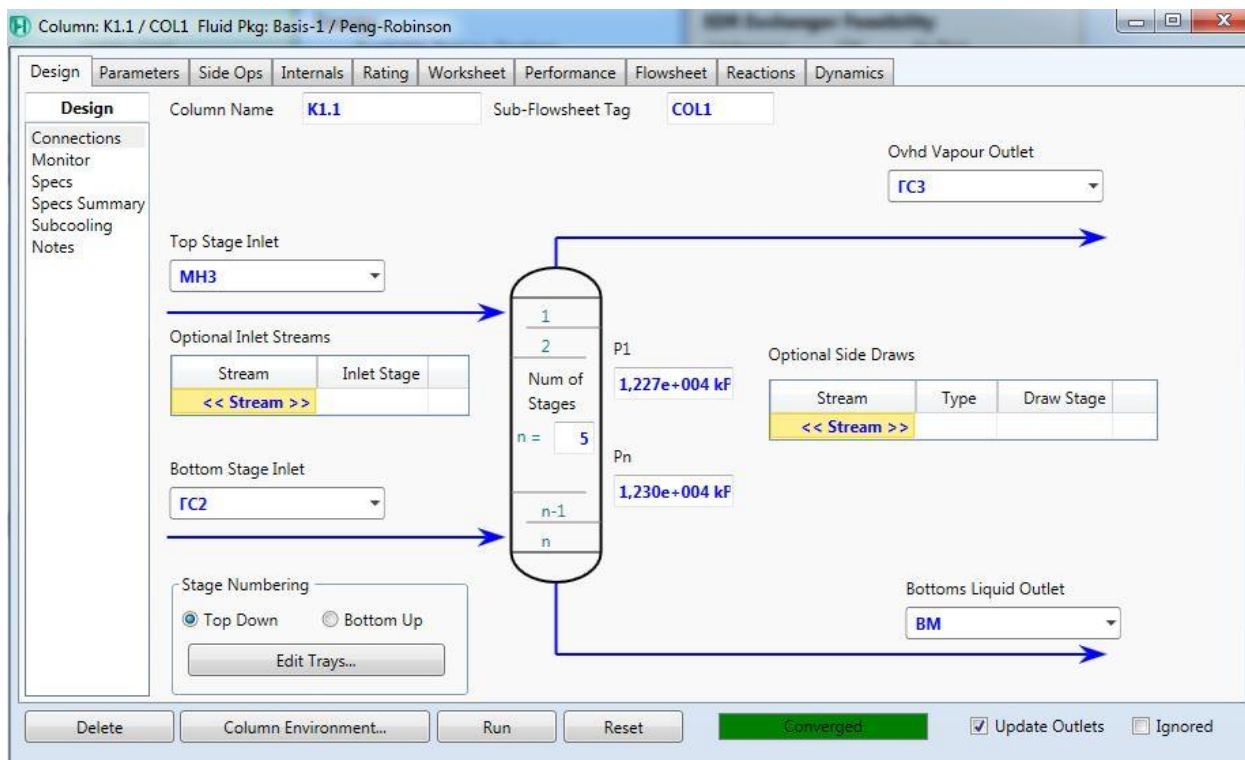 Column: K1.1 / COL1 Fluid Pkg: Basis-1 / Peng-Robinson
Design Parameters Side Ops Internals Rating Worksheet Performance Flowsheet Reactions Dynamics
Design
Connections
Monitor
Specs
Specs Summary
Subcooling
Notes
Column Name K1.1 Sub-Flowsheet Tag COL1
Ovhd Vapour Outlet
ГС3
Top Stage Inlet
МН3
Optional Inlet Streams
Stream Inlet Stage
<< Stream >>
Bottom Stage Inlet
ГС2
1
2
Num of
Stages
n = 5
n-1
n
P1
1,227e+004 kP
Pn
1,230e+004 kP
Optional Side Draws
Stream Type Draw Stage
<< Stream >>
Stage Numbering
Top Down Bottom Up
Edit Trays...
Bottoms Liquid Outlet
ВМ
Delete Column Environment... Run Reset Converged Update Outlets Ignored